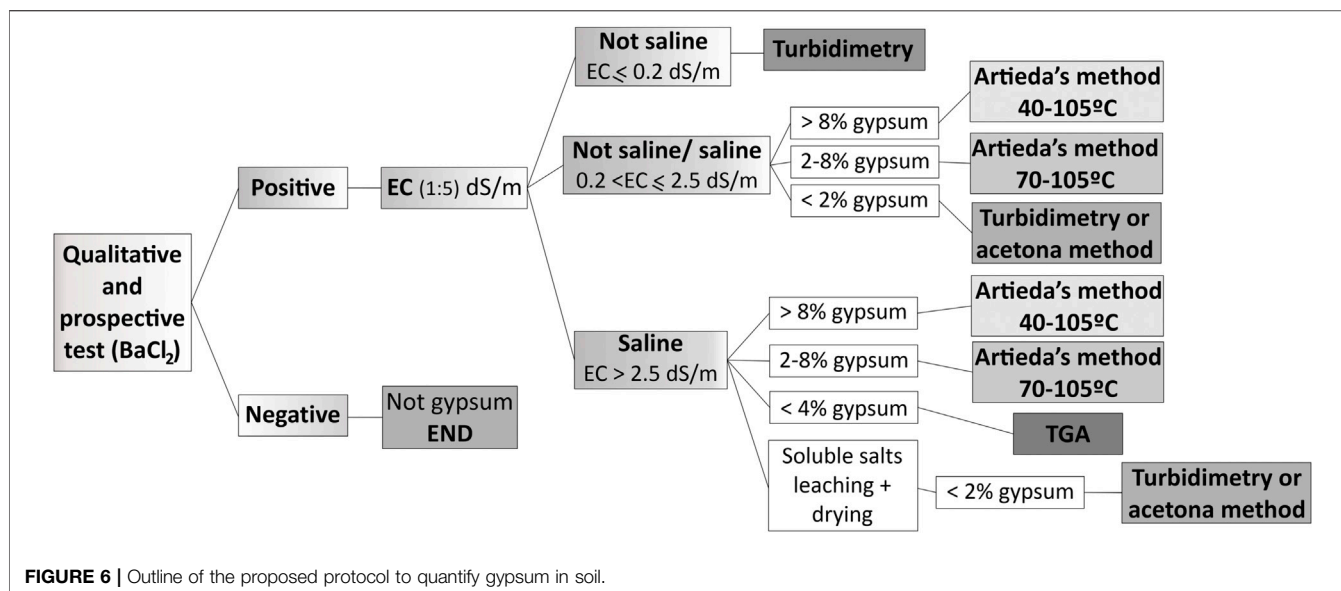 Qualitative
and
prospective
test (BaCl₂)
Positive
EC (1:5) dS/m
Not saline
EC ⩽ 0.2 dS/m
Turbidimetry
Not saline/ saline
0.2 <EC ⩽ 2.5 dS/m
> 8% gypsum
Artieda's method
40-105ºC
2-8% gypsum
Artieda's method
70-105ºC
< 2% gypsum
Turbidimetry or
acetona method
Saline
EC > 2.5 dS/m
> 8% gypsum
Artieda's method
40-105ºC
2-8% gypsum
Artieda's method
70-105ºC
< 4% gypsum
TGA
Soluble salts
leaching +
drying
< 2% gypsum
Turbidimetry or
acetona method
Negative
Not gypsum
END
FIGURE 6 | Outline of the proposed protocol to quantify gypsum in soil.